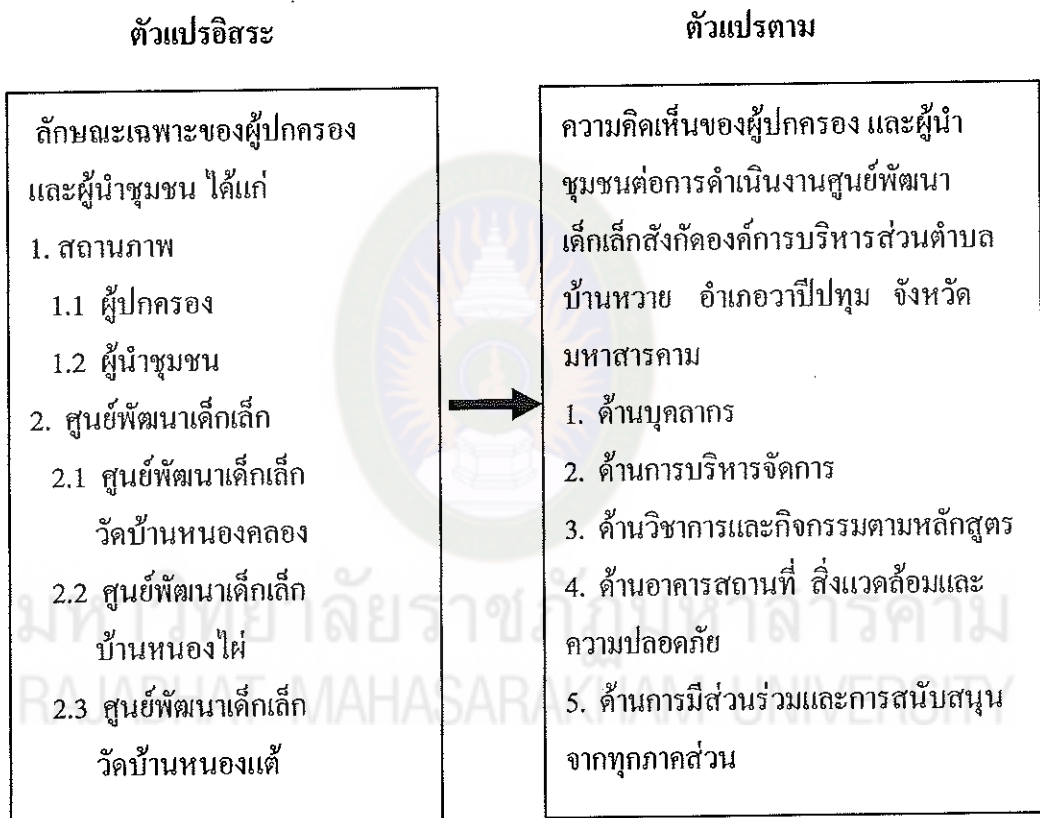 ตัวแปรอิสระ
ตัวแปรตาม
ลักษณะเฉพาะของผู้ปกครอง
และผู้นำชุมชน ได้แก่
1. สถานภาพ
1.1 ผู้ปกครอง
1.2 ผู้นำชุมชน
2. ศูนย์พัฒนาเด็กเล็ก
2.1 ศูนย์พัฒนาเด็กเล็ก
วัดบ้านหนองคลอง
2.2 ศูนย์พัฒนาเด็กเล็ก
บ้านหนองไผ่
2.3 ศูนย์พัฒนาเด็กเล็ก
วัดบ้านหนองแต้
ความคิดเห็นของผู้ปกครอง และผู้นำ
ชุมชนต่อการดำเนินงานศูนย์พัฒนา
เด็กเล็กสังกัดองค์การบริหารส่วนตำบล
บ้านหวาย อำเภอวาปีปทุม จังหวัด
มหาสารคาม
1. ด้านบุคลากร
2. ด้านการบริหารจัดการ
3. ด้านวิชาการและกิจกรรมตามหลักสูตร
4. ด้านอาคารสถานที่ สิ่งแวดล้อมและ
ความปลอดภัย
5. ด้านการมีส่วนร่วมและการสนับสนุน
จากทุกภาคส่วน
มหาวิทยาลัยราชภัฏมหาสารคาม
RAJABHAT MAHASARAKHAM UNIVERSITY